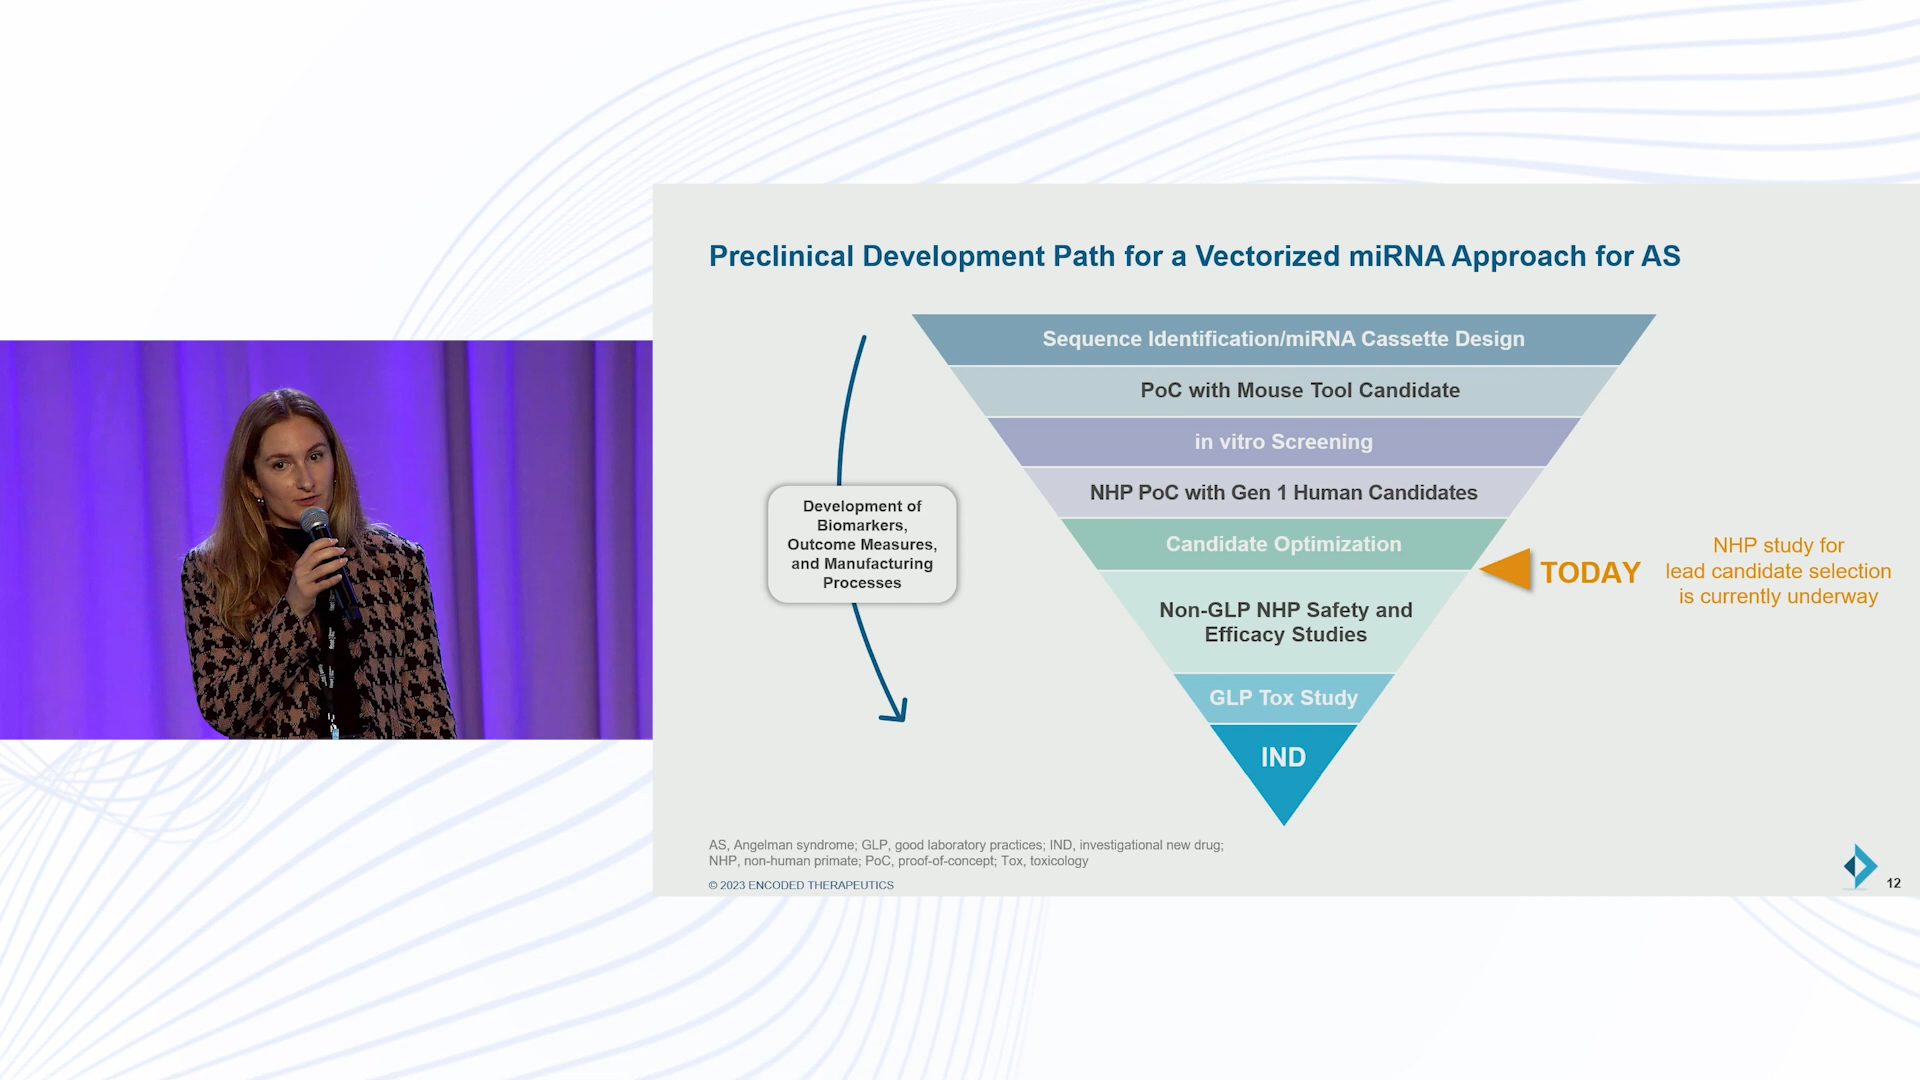 Preclinical Development Path for a Vectorized miRNA Approach for AS
Sequence Identification/miRNA Cassette Design
PoC with Mouse Tool Candidate
in vitro Screening
NHP PoC with Gen 1 Human Candidates
Candidate Optimization
Non-GLP NHP Safety and
Efficacy Studies
GLP Tox Study
IND
Development of
Biomarkers,
Outcome Measures,
and Manufacturing
Processes
TODAY
NHP study for
lead candidate selection
is currently underway
AS, Angelman syndrome; GLP, good laboratory practices; IND, investigational new drug;
NHP, non-human primate; PoC, proof-of-concept; Tox, toxicology
© 2023 ENCODED THERAPEUTICS
12